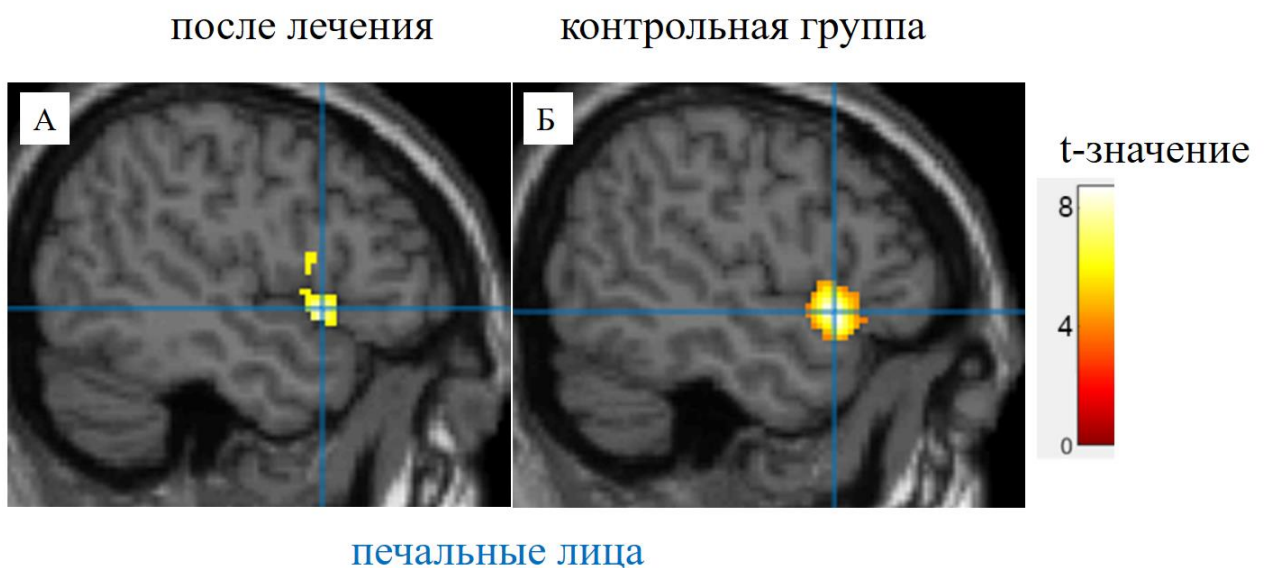 после лечения
контрольная группа
А
Б
t-значение
8
4
0
печальные лица